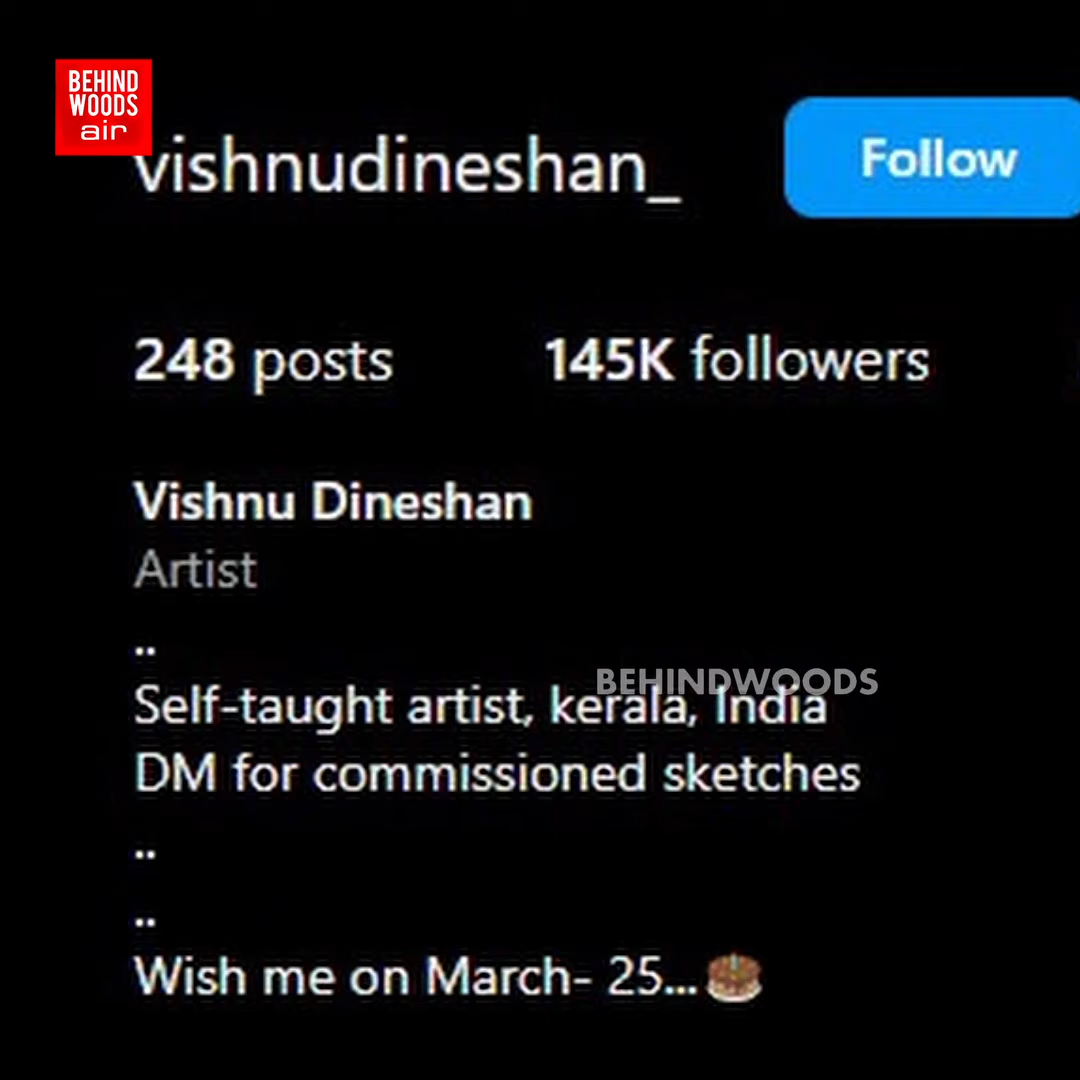 BEHIND
WOODS
air
vishnudineshan_
Follow
248 posts
145K followers
Vishnu Dineshan
Artist
..
BEHINDWOODS
Self-taught artist, kerala, India
DM for commissioned sketches
..
..
Wish me on March- 25...🎂